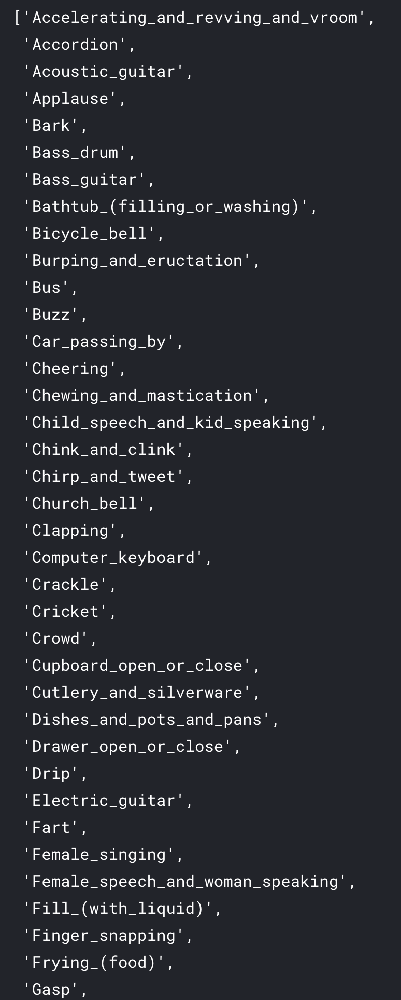 ['Accelerating_and_revving_and_vroom',
'Accordion',
'Acoustic_guitar',
'Applause',
'Bark',
'Bass_drum',
'Bass_guitar',
'Bathtub_(filling_or_washing)',
'Bicycle_bell',
'Burping_and_eructation',
'Bus',
'Buzz',
'Car_passing_by',
'Cheering',
'Chewing_and_mastication',
'Child_speech_and_kid_speaking',
'Chink_and_clink',
'Chirp_and_tweet',
'Church_bell',
'Clapping',
'Computer_keyboard',
'Crackle',
'Cricket',
'Crowd',
'Cupboard_open_or_close',
'Cutlery_and_silverware',
'Dishes_and_pots_and_pans',
'Drawer_open_or_close',
'Drip',
'Electric_guitar',
'Fart',
'Female_singing',
'Female_speech_and_woman_speaking',
'Fill_(with_liquid)',
'Finger_snapping',
'Frying_(food)',
'Gasp',